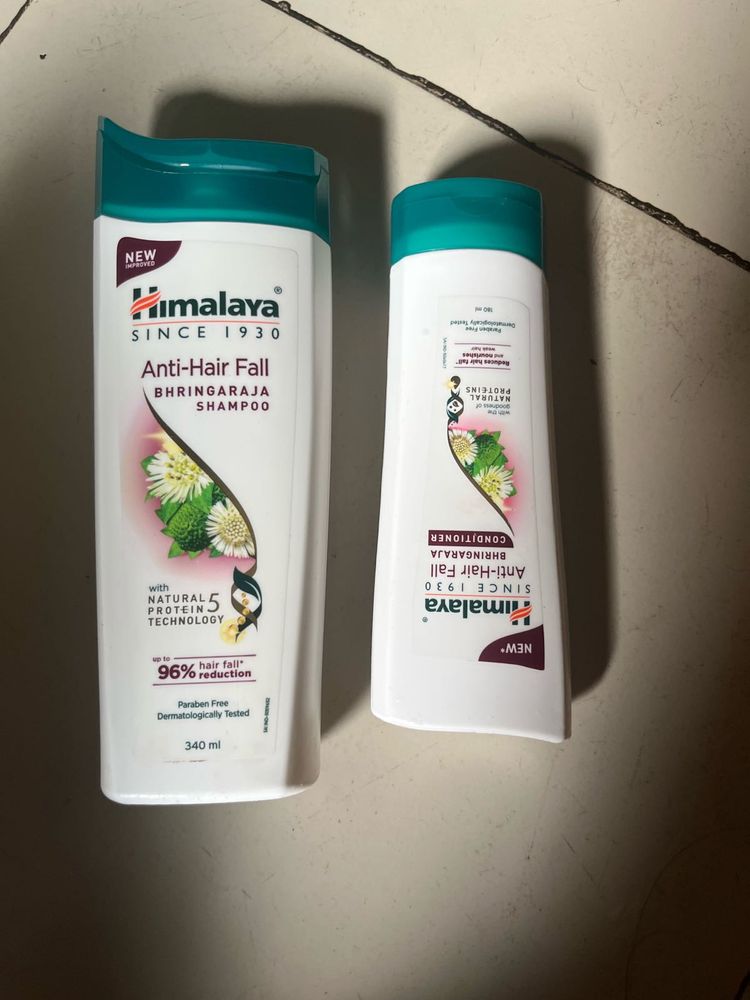 NEW
IMPROVED
Himalaya®
SINCE 1930
Anti-Hair Fall
BHRINGARAJA
SHAMPOO
with
NATURAL
PROTEIN 5
TECHNOLOGY
up to
96% hair fall*
reduction
Paraben Free
Dermatologically Tested
340 ml
NEW*
Himalaya®
SINCE 1930
Anti-Hair Fall
BHRINGARAJA
CONDITIONER
with the
goodness of
NATURAL
PROTEINS
Reduces hair fall*
and nourishes
weak hair
Paraben Free
Dermatologically Tested
180 ml